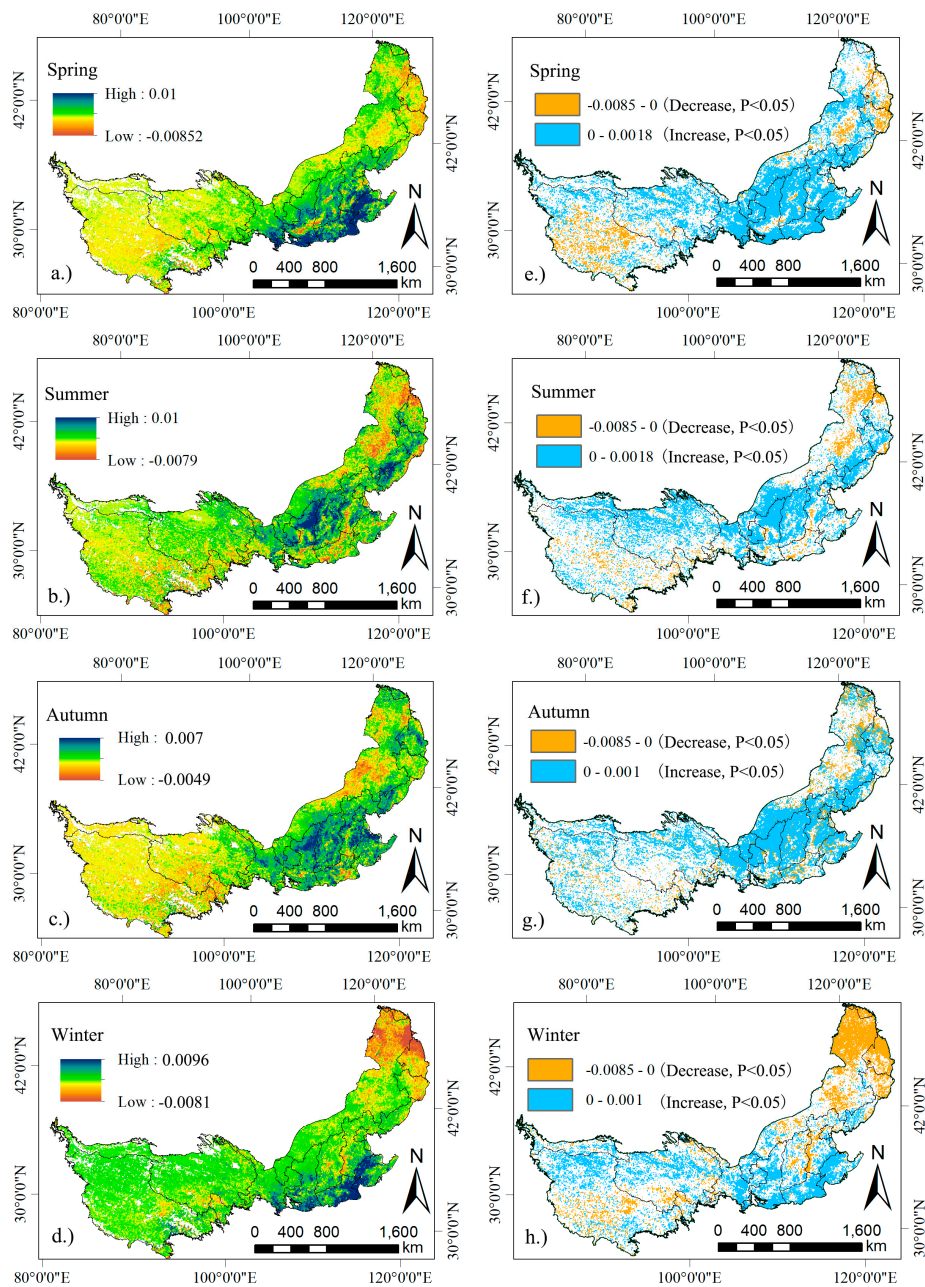 80°0'0"E 100°0'0"E 120°0'0"E
42°0'0"N
30°0'0"N
Spring
High : 0.01
Low : -0.00852
42°0'0"N
30°0'0"N
N
0 400 800 1,600
km
a.)
80°0'0"E 100°0'0"E 120°0'0"E
Spring
-0.0085 - 0 (Decrease, P<0.05)
0 - 0.0018 (Increase, P<0.05)
42°0'0"N
30°0'0"N
N
0 400 800 1,600
km
e.)
80°0'0"E 100°0'0"E 120°0'0"E
80°0'0"E 100°0'0"E 120°0'0"E
42°0'0"N
30°0'0"N
Summer
High : 0.01
Low : -0.0079
42°0'0"N
30°0'0"N
N
0 400 800 1,600
km
b.)
Summer
-0.0085 - 0 (Decrease, P<0.05)
0 - 0.0018 (Increase, P<0.05)
42°0'0"N
30°0'0"N
N
0 400 800 1,600
km
f.)
80°0'0"E 100°0'0"E 120°0'0"E
100°0'0"E 120°0'0"E
80°0'0"E 100°0'0"E 120°0'0"E
42°0'0"N
30°0'0"N
Autumn
High : 0.007
Low : -0.0049
42°0'0"N
30°0'0"N
N
0 400 800 1,600
km
c.)
Autumn
-0.0085 - 0 (Decrease, P<0.05)
0 - 0.001 (Increase, P<0.05)
42°0'0"N
30°0'0"N
N
0 400 800 1,600
km
g.)
80°0'0"E 100°0'0"E 120°0'0"E
100°0'0"E 120°0'0"E
80°0'0"E 100°0'0"E 120°0'0"E
42°0'0"N
30°0'0"N
Winter
High : 0.0096
Low : -0.0081
42°0'0"N
30°0'0"N
N
0 400 800 1,600
km
d.)
Winter
-0.0085 - 0 (Decrease, P<0.05)
0 - 0.001 (Increase, P<0.05)
42°0'0"N
30°0'0"N
N
0 400 800 1,600
km
h.)